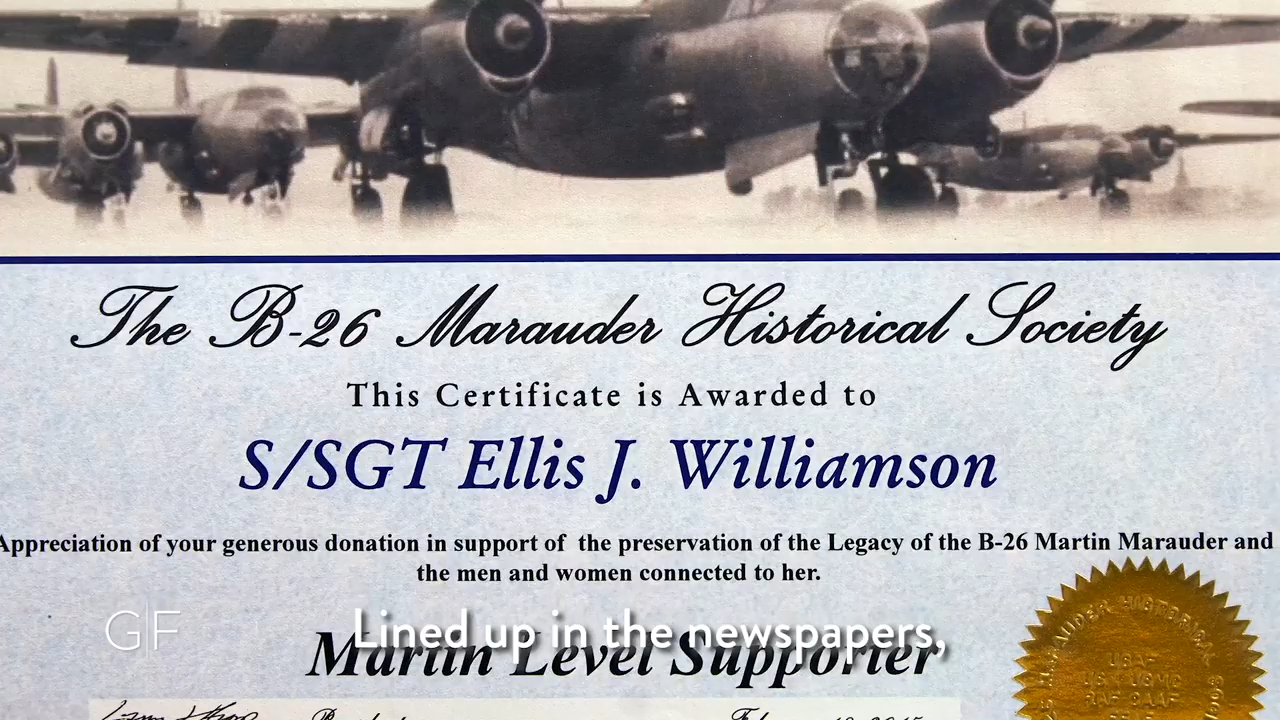 The B-26 Marauder Historical Society
This Certificate is Awarded to
S/SGT Ellis J. Williamson
Appreciation of your generous donation in support of the preservation of the Legacy of the B-26 Martin Marauder and
the men and women connected to her.
GF
Lined up in the newspapers,
Martin Level Supporter